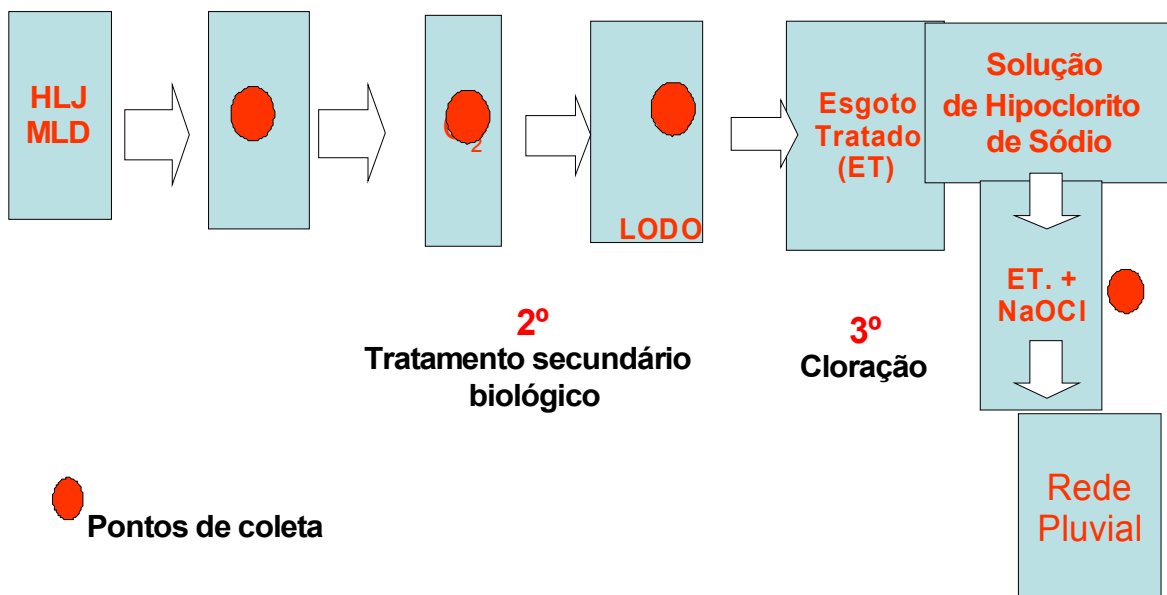 HLJ
MLD
2
LODO
Esgoto
Tratado
(ET)
Solução
de Hipoclorito
de Sódio
ET. +
NaOCl
2º
Tratamento secundário
biológico
3º
Cloração
Rede
Pluvial
Pontos de coleta